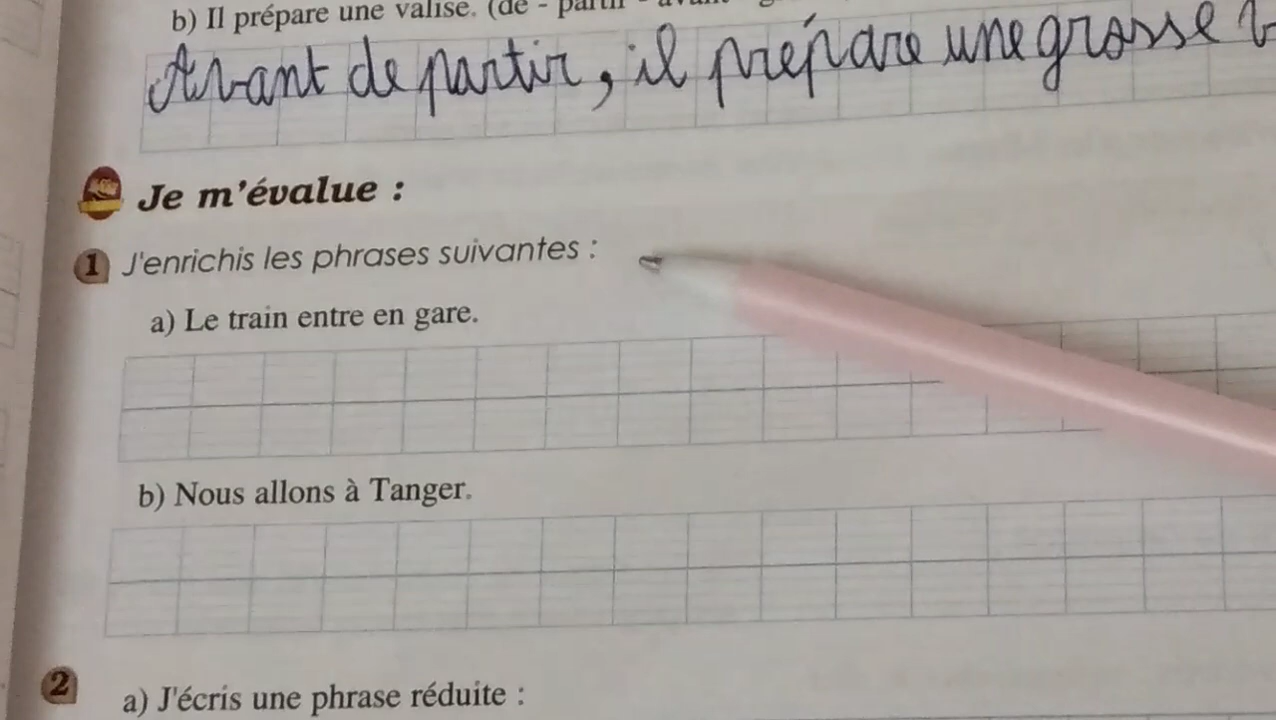 b) Il prépare une valise. (de - partir -
Avant de partir, il prépare une grosse
Je m'évalue :
1 J'enrichis les phrases suivantes :
a) Le train entre en gare.
b) Nous allons à Tanger.
2 a) J'écris une phrase réduite :